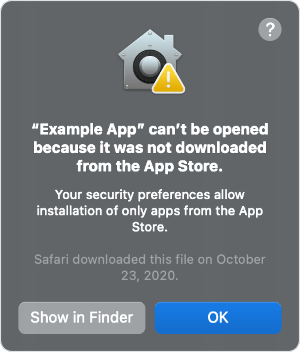 ?
“Example App” can’t be opened
because it was not downloaded
from the App Store.
Your security preferences allow
installation of only apps from the App
Store.
Safari downloaded this file on October
23, 2020.
Show in Finder
OK